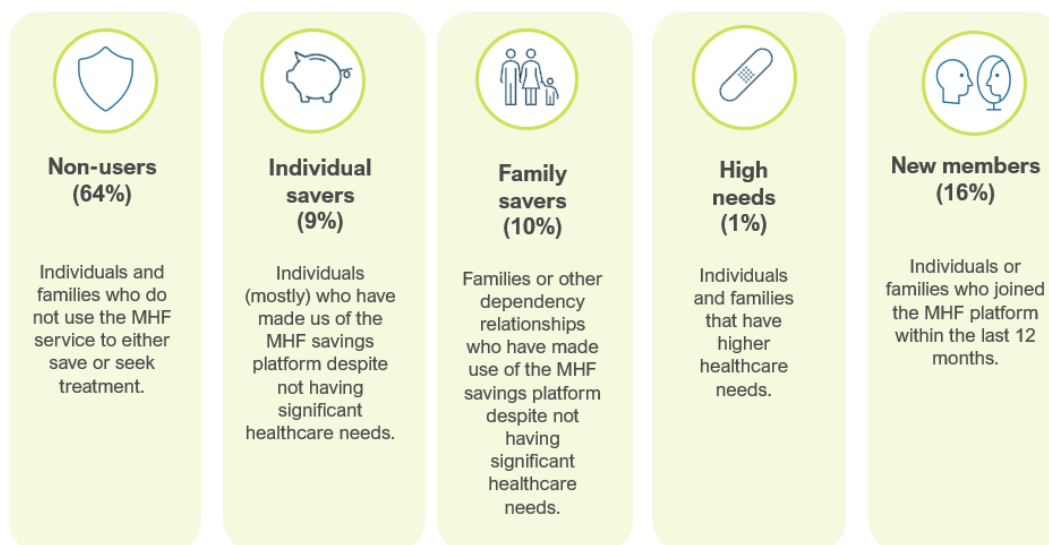 Non-users
(64%)
Individuals and
families who do
not use the MHF
service to either
save or seek
treatment.
Individual
savers
(9%)
Individuals
(mostly) who have
made us of the
MHF savings
platform despite
not having
significant
healthcare needs.
Family
savers
(10%)
Families or other
dependency
relationships
who have made
use of the MHF
savings platform
despite not
having
significant
healthcare
needs.
High
needs
(1%)
Individuals
and families
that have
higher
healthcare
needs.
New members
(16%)
Individuals or
families who joined
the MHF platform
within the last 12
months.